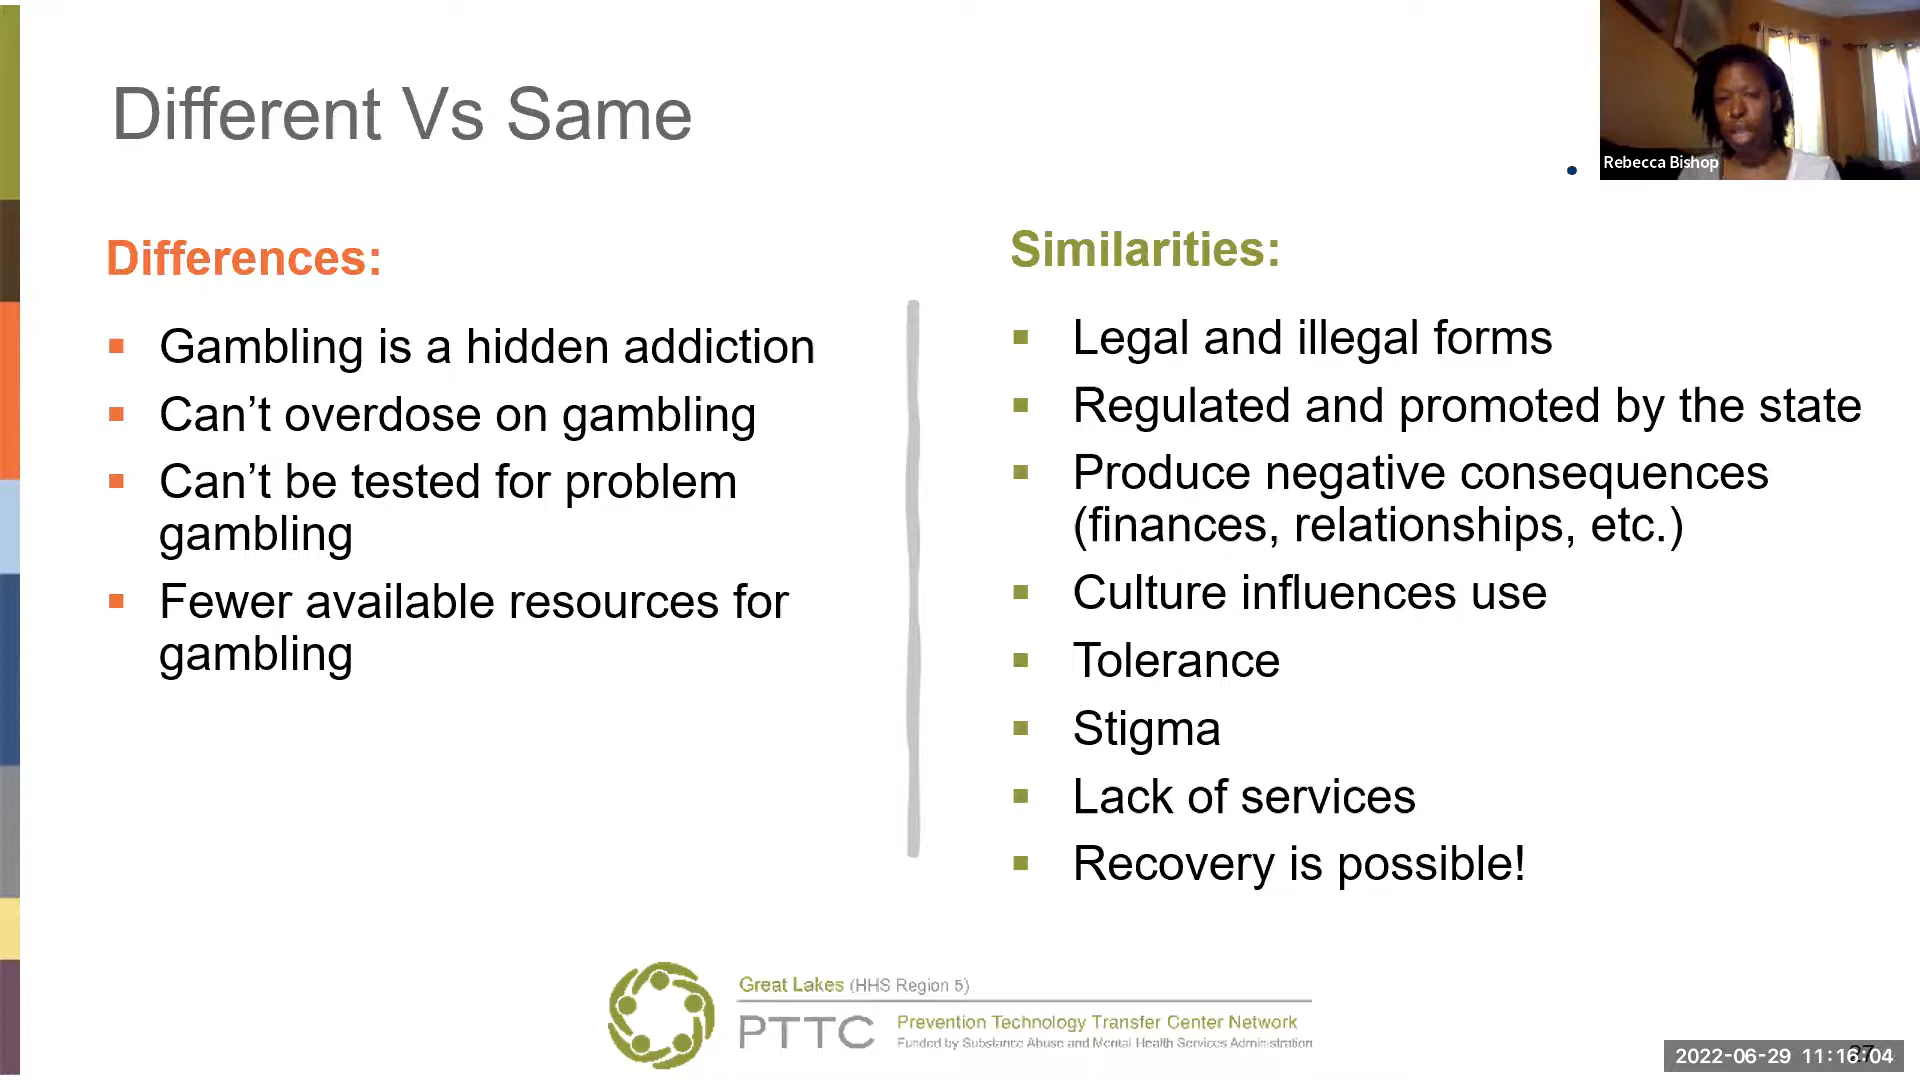 Different Vs Same
Rebecca Bishop
Differences:
Gambling is a hidden addiction
Can’t overdose on gambling
Can’t be tested for problem
gambling
Fewer available resources for
gambling
Similarities:
Legal and illegal forms
Regulated and promoted by the state
Produce negative consequences
(finances, relationships, etc.)
Culture influences use
Tolerance
Stigma
Lack of services
Recovery is possible!
Great Lakes (HHS Region 5)
PTTC
Prevention Technology Transfer Center Network
Funded by Substance Abuse and Mental Health Services Administration
2022-06-29 11:16:04